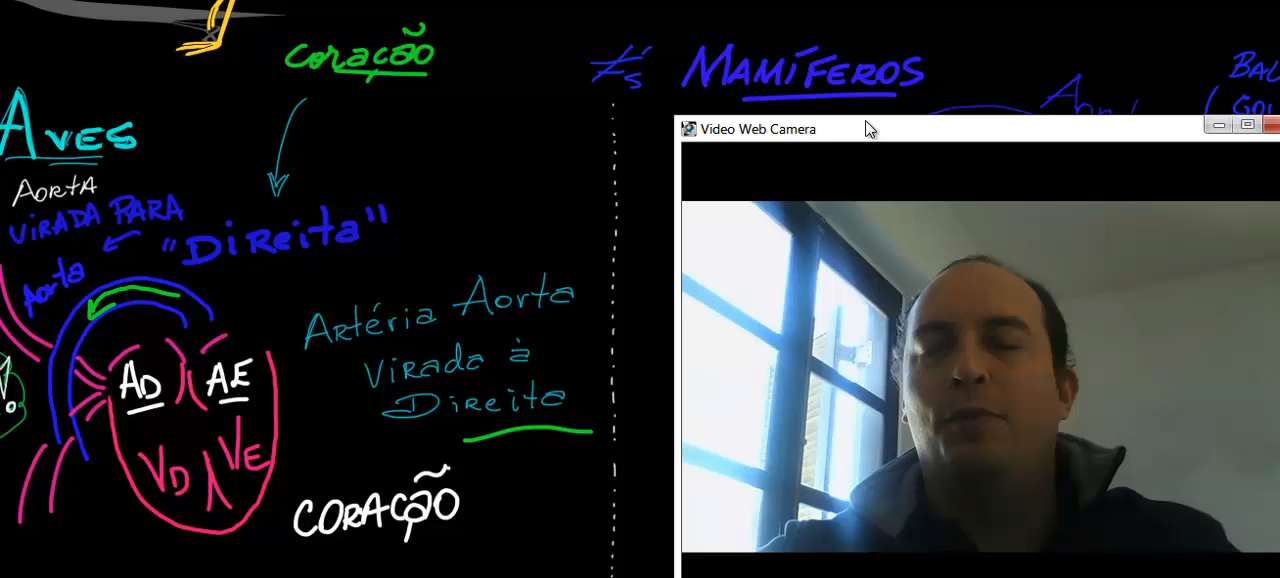 Coração
≠s MAMÍFEROS
AVES
AORTA
VIRADA PARA
"DIREITA"
Aorta
Video Web Camera
Artéria Aorta
Virada à
Direita
AD AE
VD VE
CORAÇÃO